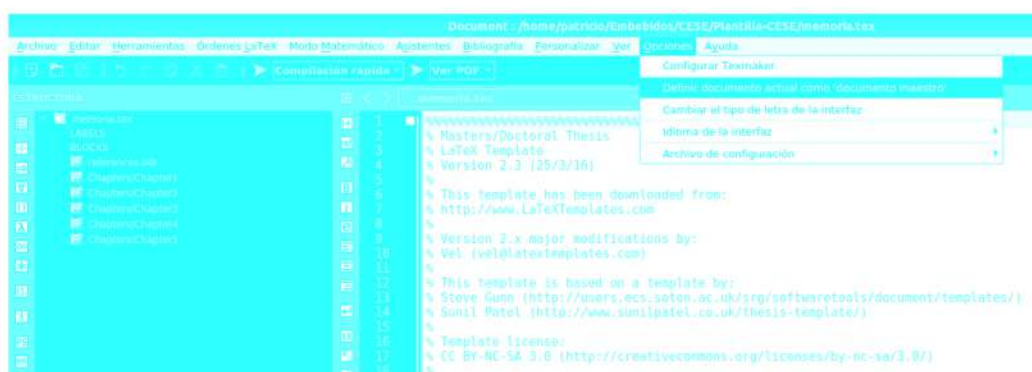 Document : /home/patricio/Embebidos/CESE/Plantilla-CESE/memoria.tex
Archivo Editar Herramientas Órdenes LaTeX Modo Matemático Asistentes Bibliografía Personalizar Ver Opciones Ayuda
Compilación rápida Ver PDF
Configurar Texmaker
Definir documento actual como 'documento maestro'
Cambiar el tipo de letra de la interfaz
Idioma de la interfaz
Archivo de configuración
ESTRUCTURA
memoria.tex
LABELS
BLOCKS
references.bib
Chapters/Chapter1
Chapters/Chapter2
Chapters/Chapter3
Chapters/Chapter4
Chapters/Chapter5
memoria.tex
1 %%%%%%%%%%%%%%%%%%%%%%%%%
2 % Masters/Doctoral Thesis
3 % LaTeX Template
4 % Version 2.3 (25/3/16)
5 %
6 % This template has been downloaded from:
7 % http://www.LaTeXTemplates.com
8 %
9 % Version 2.x major modifications by:
10 % Vel (vel@latextemplates.com)
11 %
12 % This template is based on a template by:
13 % Steve Gunn (http://users.ecs.soton.ac.uk/srg/softwaretools/document/templates/)
14 % Sunil Patel (http://www.sunilpatel.co.uk/thesis-template/)
15 %
16 % Template license:
17 % CC BY-NC-SA 3.0 (http://creativecommons.org/licenses/by-nc-sa/3.0/)
18 %